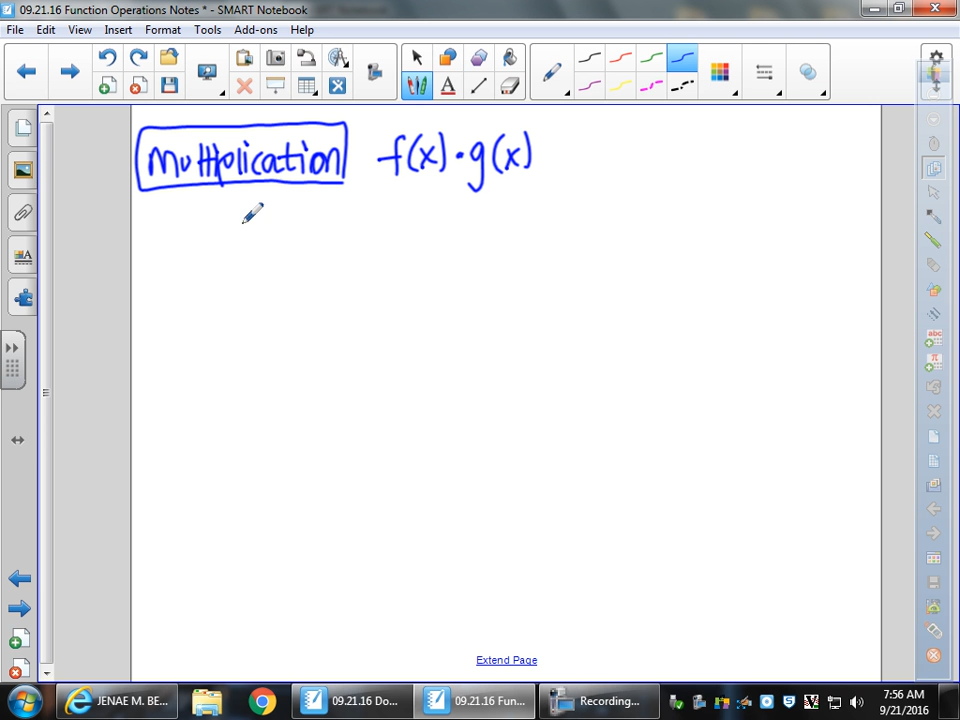 09.21.16 Function Operations Notes * - SMART Notebook
File Edit View Insert Format Tools Add-ons Help
Multiplication f(x)·g(x)
Extend Page
JENAE M. BE... 09.21.16 Do... 09.21.16 Fun... Recording...
7:56 AM
9/21/2016